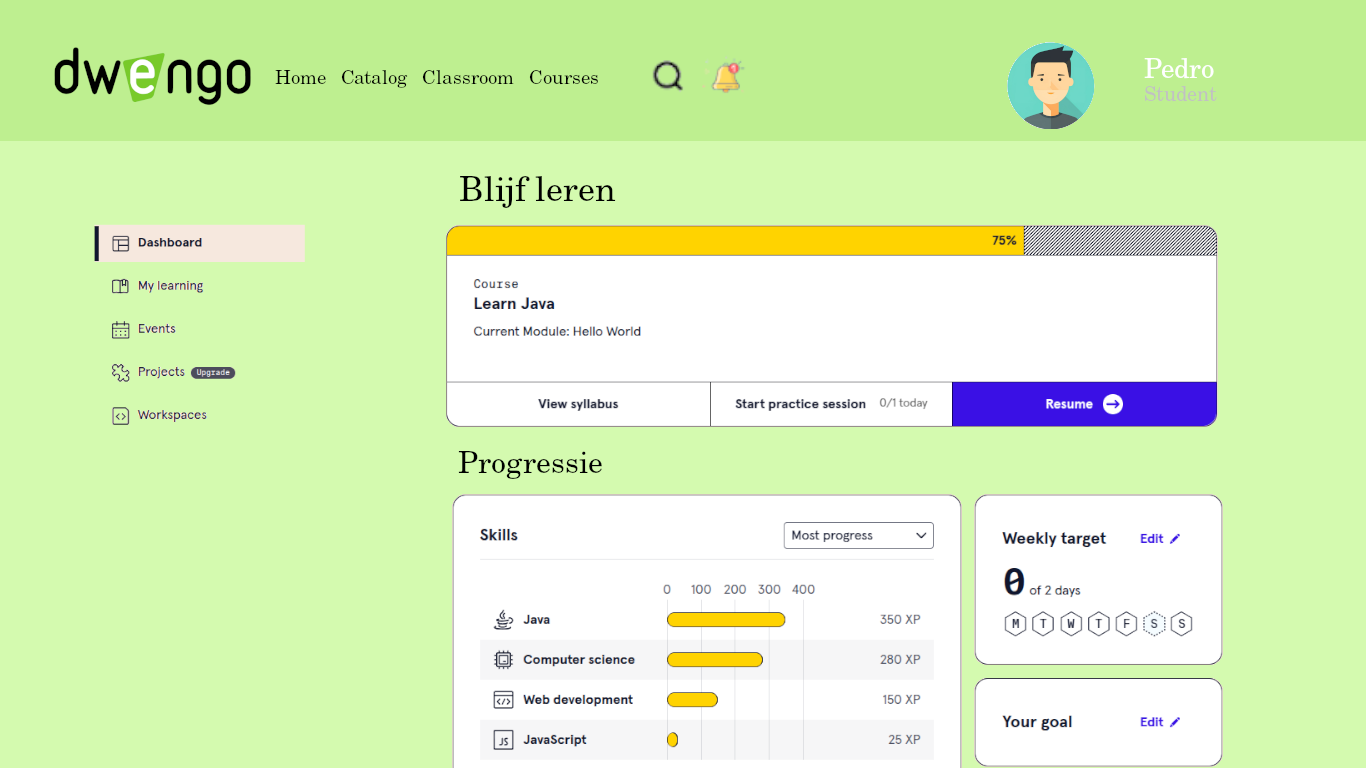 dwengo
Home Catalog Classroom Courses
Pedro
Student
Dashboard
My learning
Events
Projects Upgrade
Workspaces
Blijf leren
75%
Course
Learn Java
Current Module: Hello World
View syllabus
Start practice session 0/1 today
Resume
Progressie
Skills
Most progress
0 100 200 300 400
Java 350 XP
Computer science 280 XP
Web development 150 XP
JS JavaScript 25 XP
Weekly target Edit
0 of 2 days
M T W T F S S
Your goal Edit